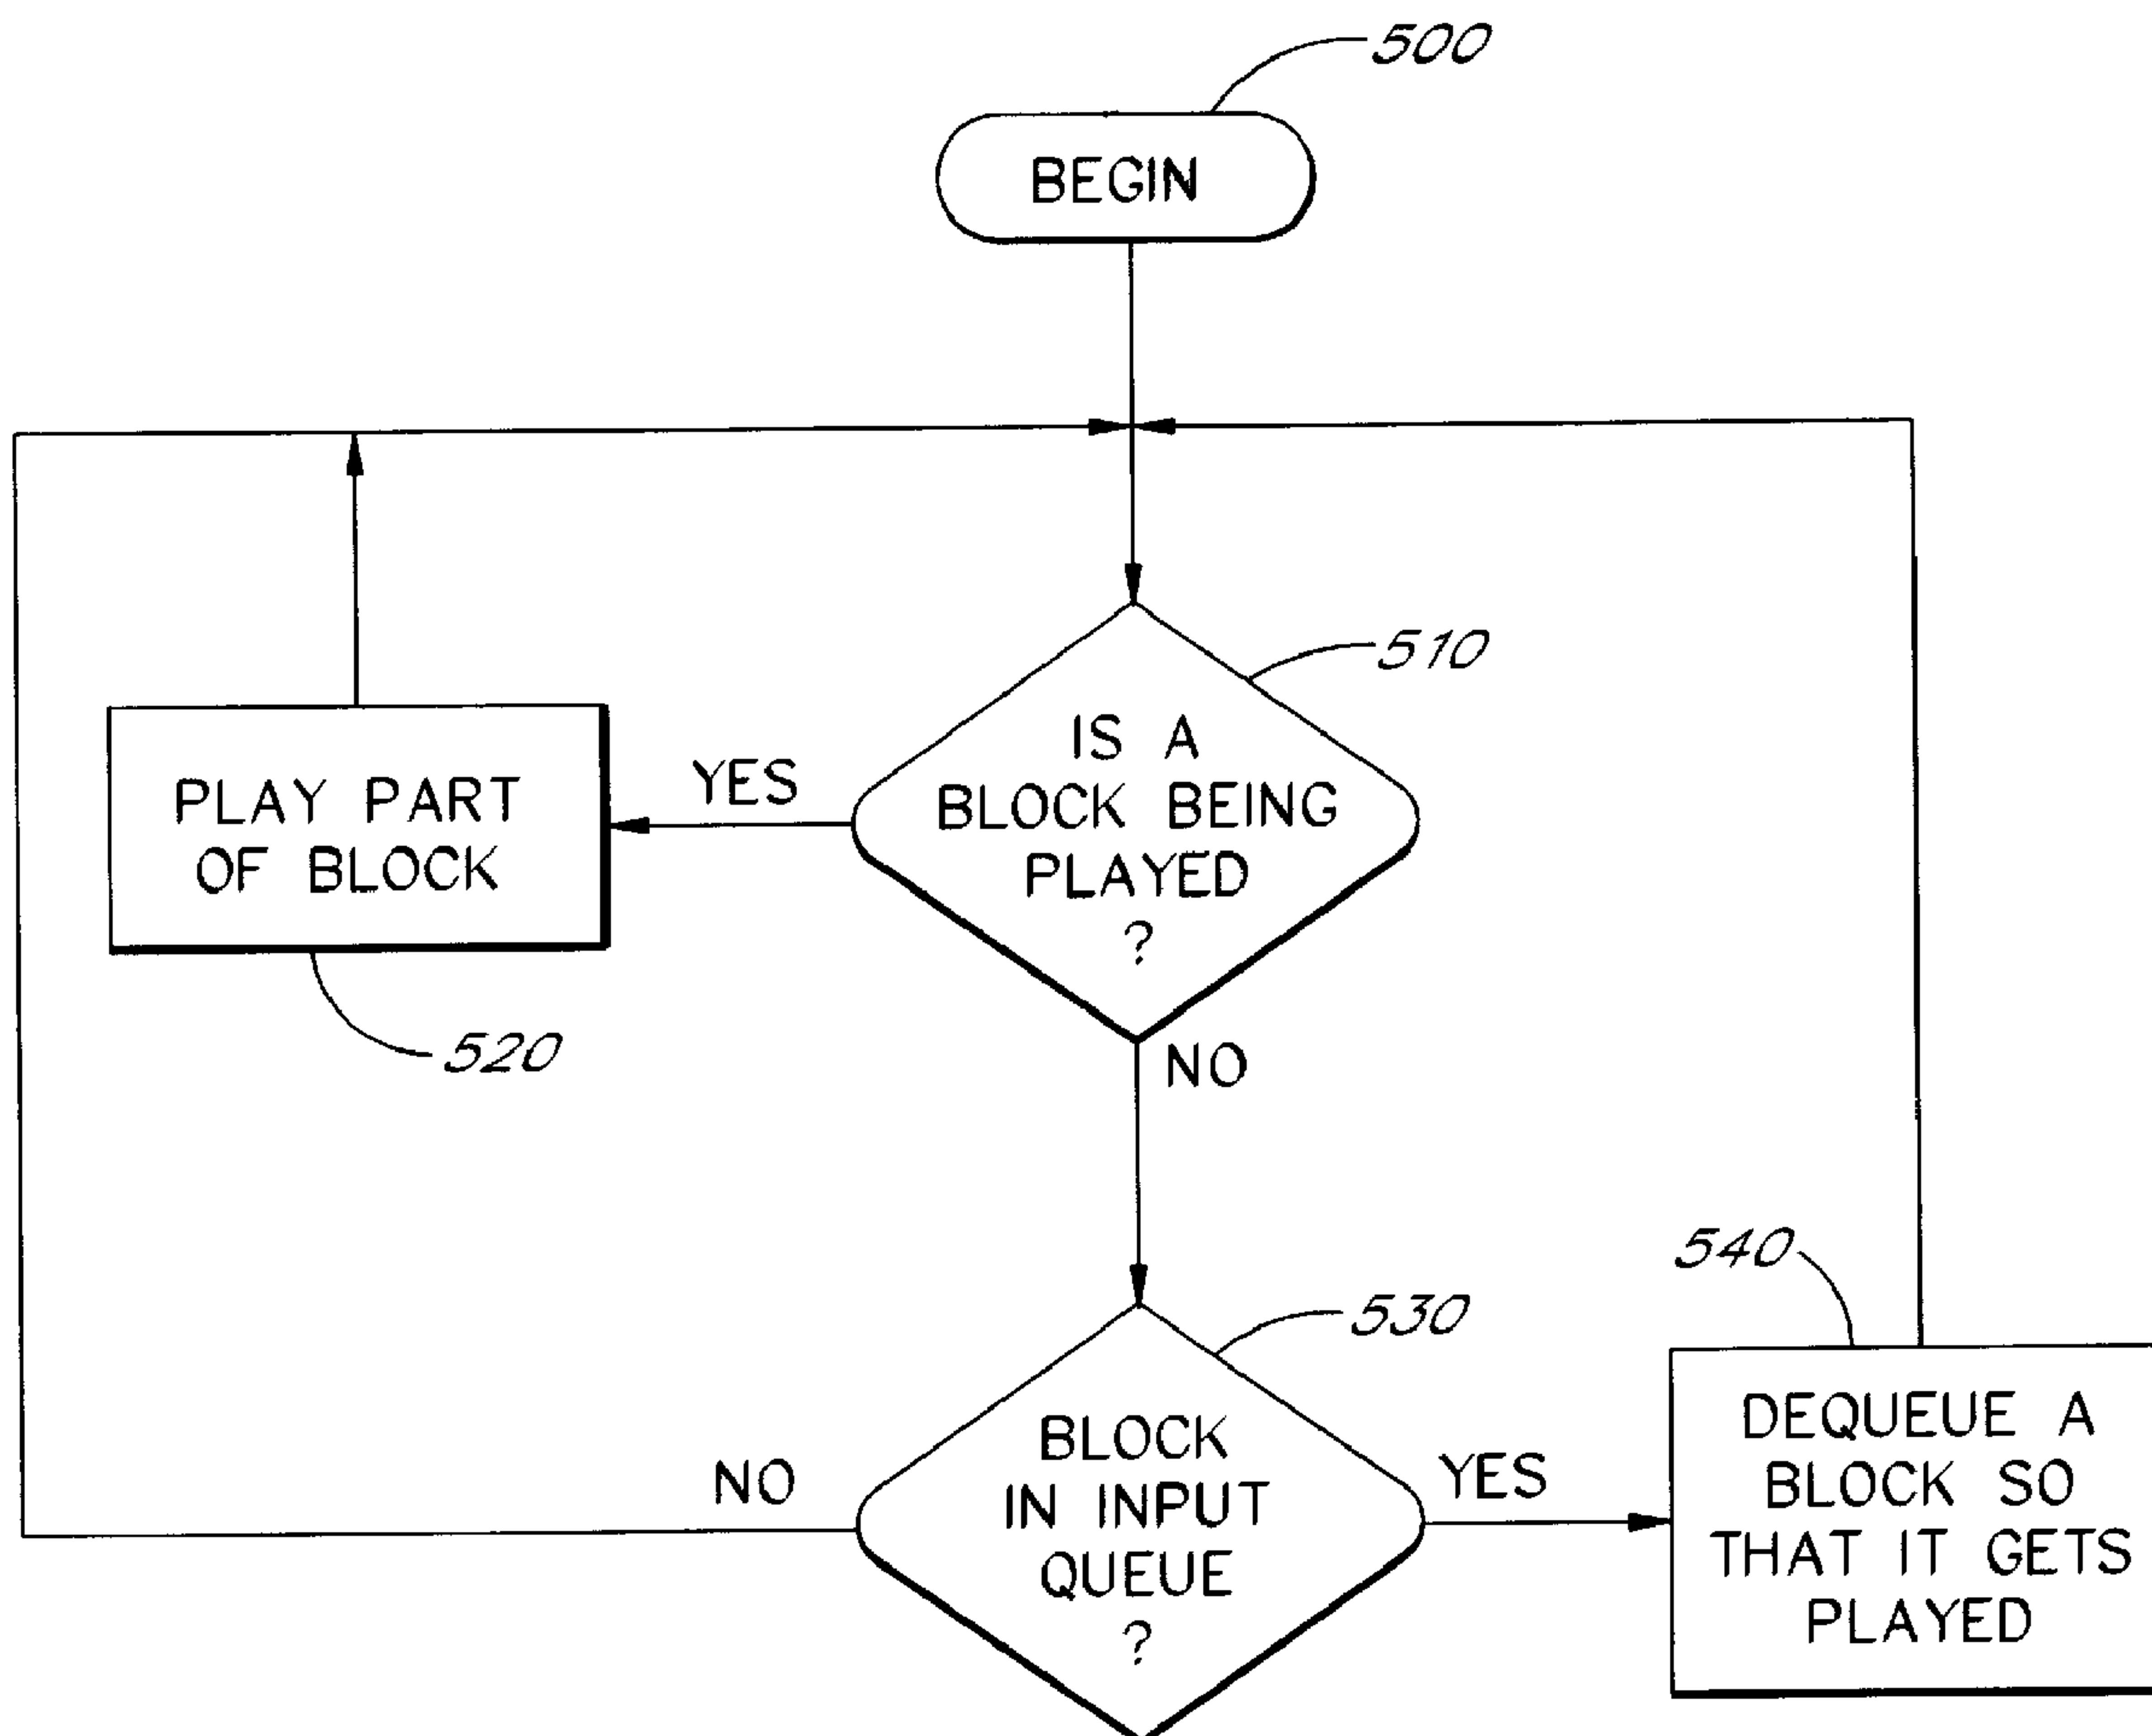 500
BEGIN
510
IS A
BLOCK BEING
PLAYED
?
YES
PLAY PART
OF BLOCK
520
NO
540
530
BLOCK
IN INPUT
QUEUE
?
NO
YES
DEQUEUE A
BLOCK SO
THAT IT GETS
PLAYED